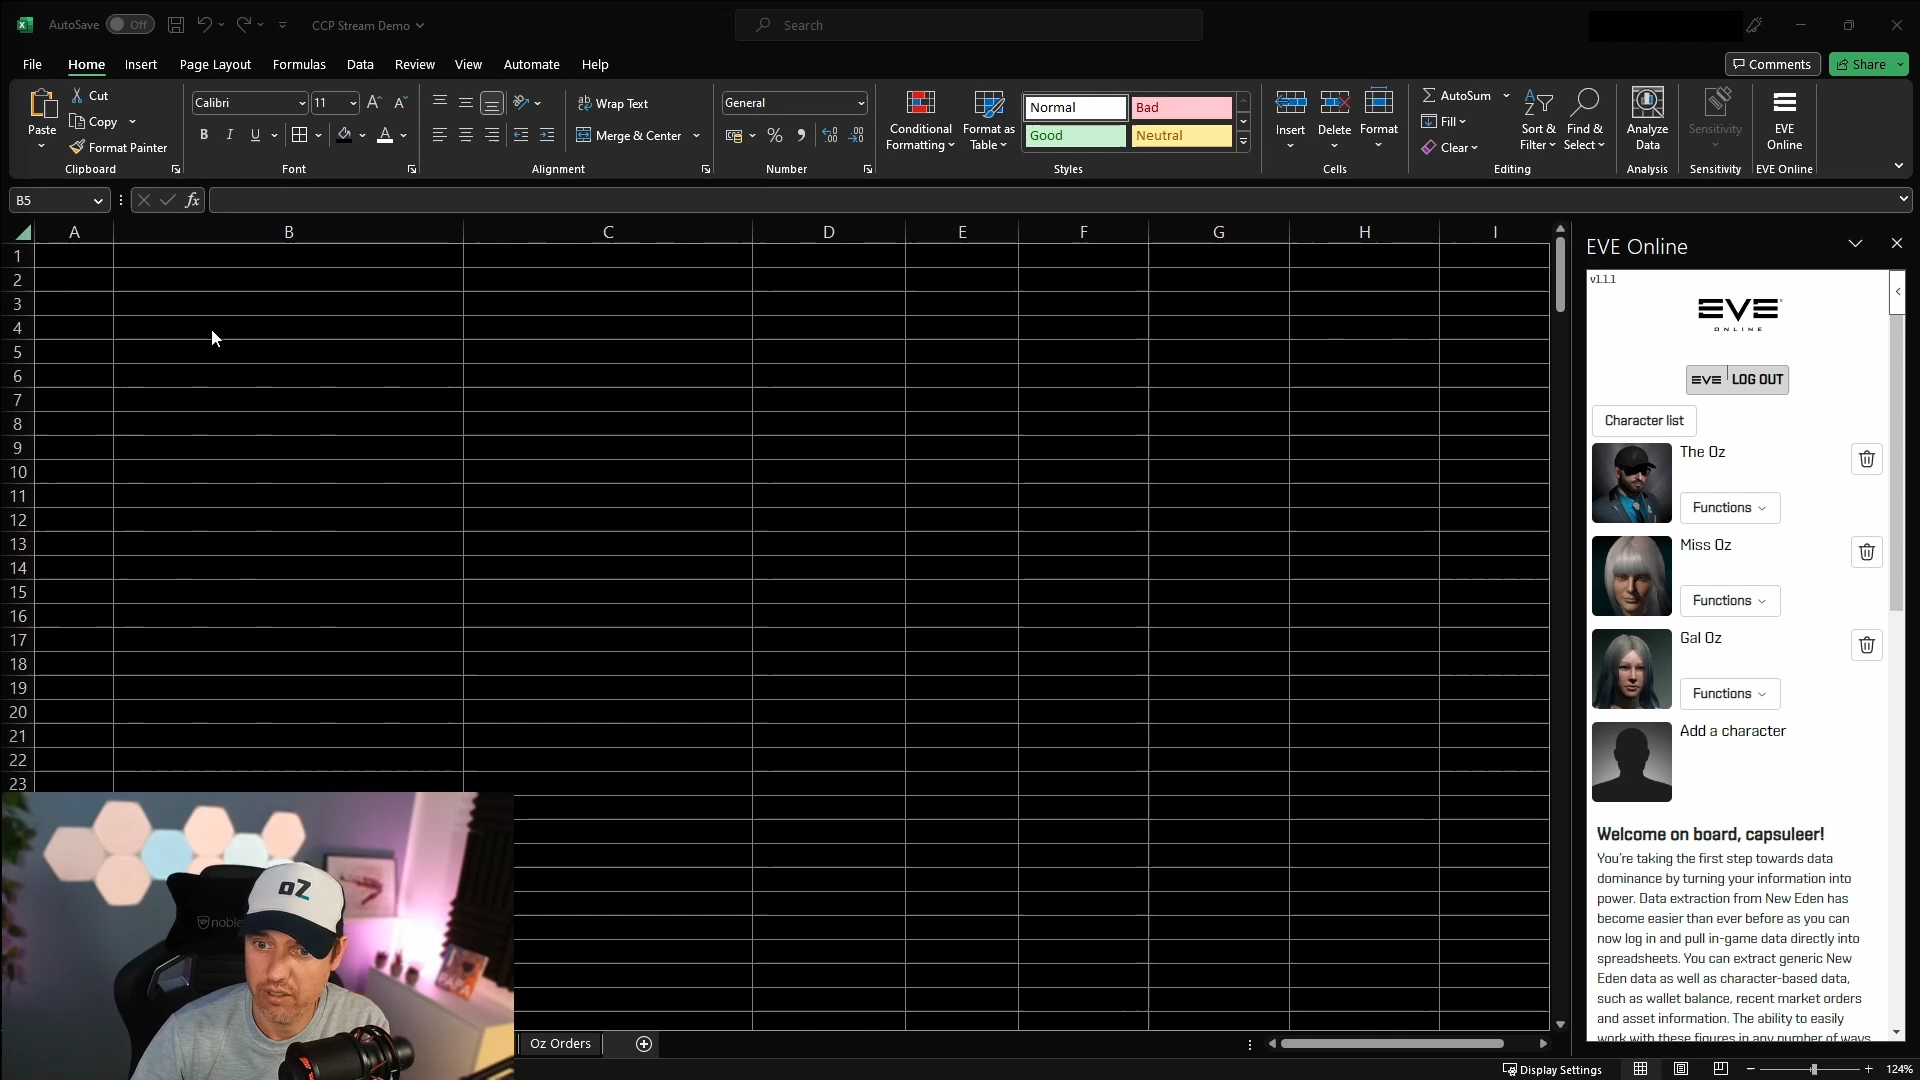 AutoSave Off CCP Stream Demo Search
File Home Insert Page Layout Formulas Data Review View Automate Help Comments Share
Paste Cut Copy Format Painter Clipboard
Calibri 11 B I U Font
Wrap Text Merge & Center Alignment
General % , Number
Conditional Formatting Format as Table Normal Bad Good Neutral Styles
Insert Delete Format Cells
AutoSum Fill Clear Sort & Filter Find & Select Editing
Analyze Data Analysis
Sensitivity Sensitivity
EVE Online EVE Online
B5 fx
A B C D E F G H I
1
2
3
4
5
6
7
8
9
10
11
12
13
14
15
16
17
18
19
20
21
22
23
oZ
noble
Oz Orders
EVE Online
v1.1.1
EVE
ONLINE
EVE LOG OUT
Character list
The Oz
Functions
Miss Oz
Functions
Gal Oz
Functions
Add a character
Welcome on board, capsuleer!
You're taking the first step towards data
dominance by turning your information into
power. Data extraction from New Eden has
become easier than ever before as you can
now log in and pull in-game data directly into
spreadsheets. You can extract generic New
Eden data as well as character-based data,
such as wallet balance, recent market orders
and asset information. The ability to easily
work with these figures in any number of ways
Display Settings 124%